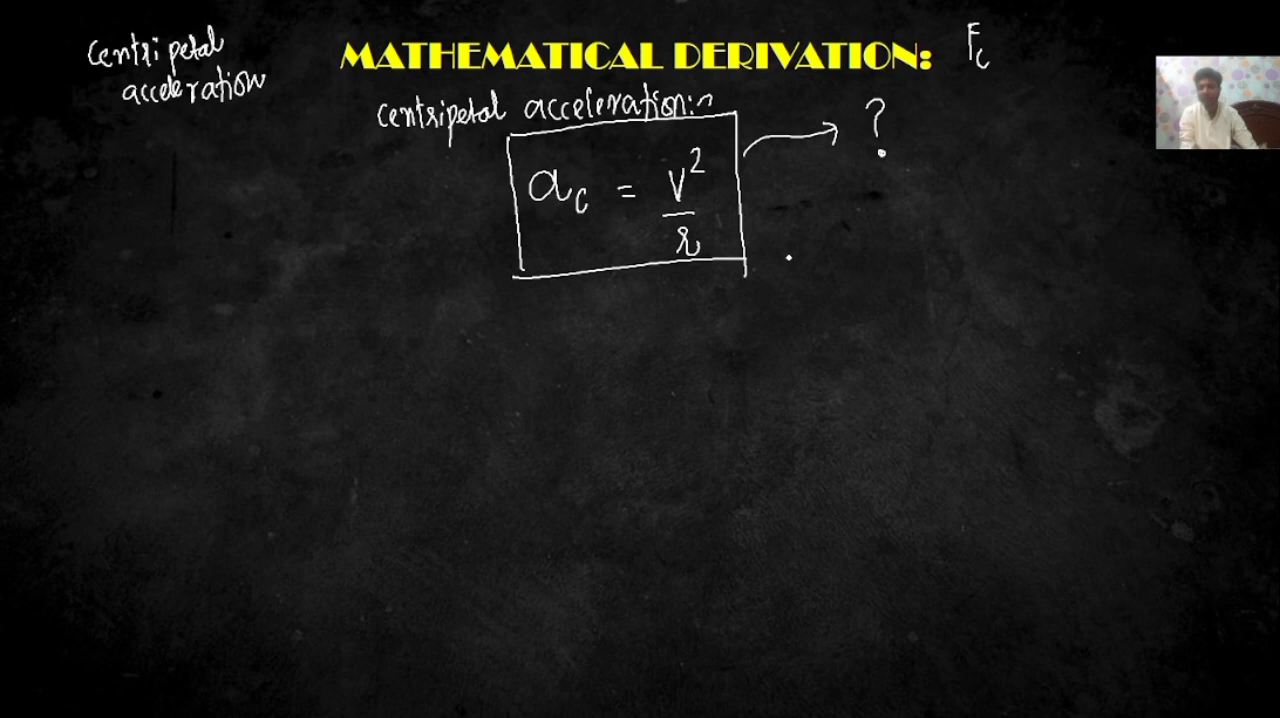 centripetal
acceleration
MATHEMATICAL DERIVATION:
Fc
centripetal acceleration:
?
ac = v²/r